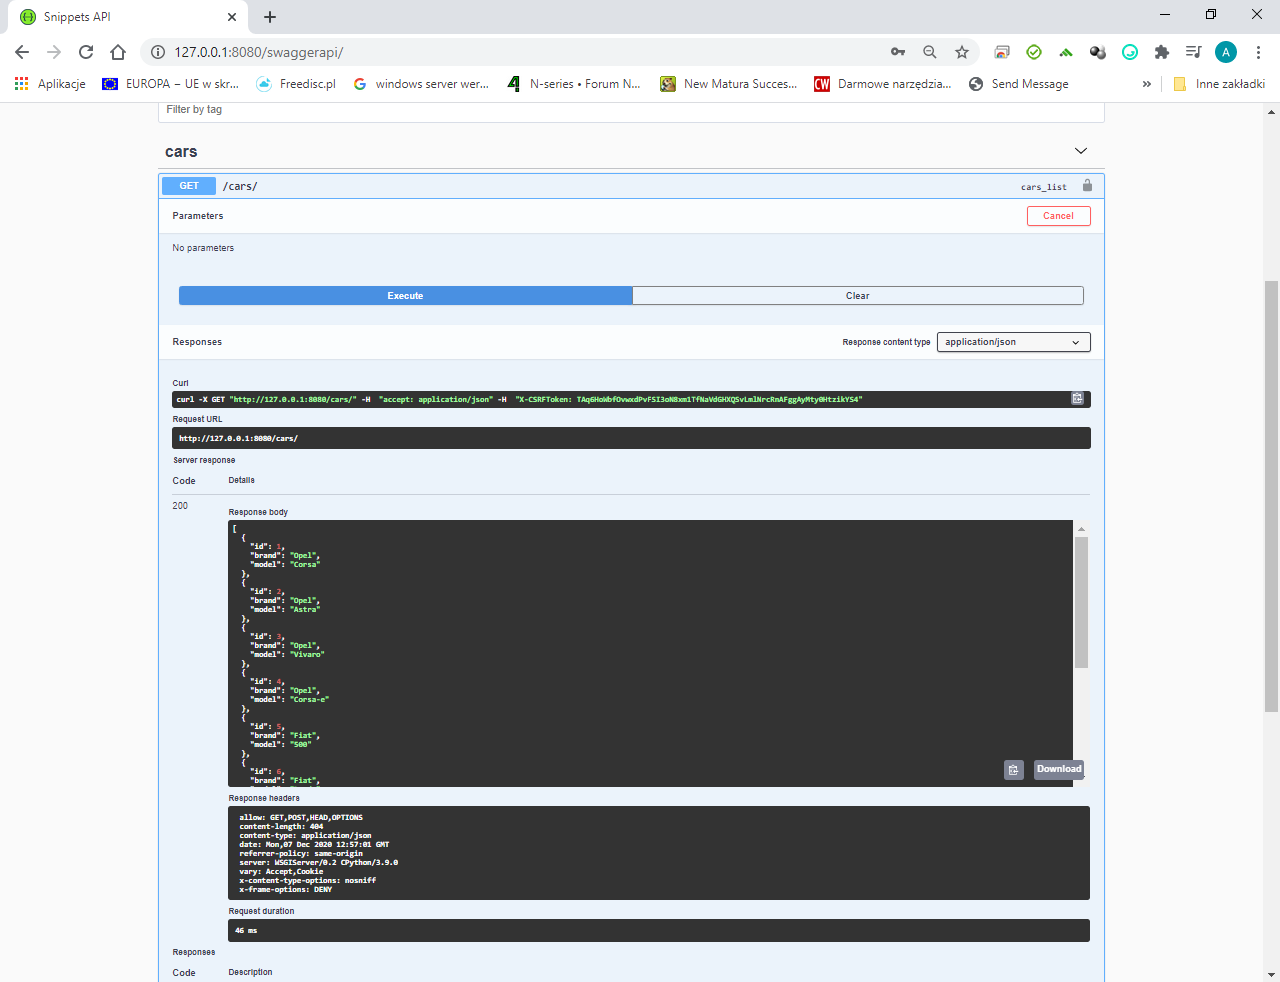 Snippets API
127.0.0.1:8080/swaggerapi/
A
Aplikacje
EUROPA – UE w skr...
Freedisc.pl
windows server wer...
N-series • Forum N...
New Matura Succes...
CW
Darmowe narzędzia...
Send Message
»
Inne zakładki
Filter by tag
cars
GET
/cars/
cars_list
Parameters
Cancel
No parameters
Execute
Clear
Responses
Response content type
application/json
Curl
curl -X GET "http://127.0.0.1:8080/cars/" -H  "accept: application/json" -H  "X-CSRFToken: TAq6HoWbfOvwxdPvFSI3oN8xm1TfNaVdGHXQSvLmlNrcRnAFggAyMty0HtzikYS4"
Request URL
http://127.0.0.1:8080/cars/
Server response
Code
Details
200
Response body
[
{
"id": 1,
"brand": "Opel",
"model": "Corsa"
},
{
"id": 2,
"brand": "Opel",
"model": "Astra"
},
{
"id": 3,
"brand": "Opel",
"model": "Vivaro"
},
{
"id": 4,
"brand": "Opel",
"model": "Corsa-e"
},
{
"id": 5,
"brand": "Fiat",
"model": "500"
},
{
"id": 6,
"brand": "Fiat",
Download
Response headers
allow: GET,POST,HEAD,OPTIONS
content-length: 404
content-type: application/json
date: Mon,07 Dec 2020 12:57:01 GMT
referrer-policy: same-origin
server: WSGIServer/0.2 CPython/3.9.0
vary: Accept,Cookie
x-content-type-options: nosniff
x-frame-options: DENY
Request duration
46 ms
Responses
Code
Description